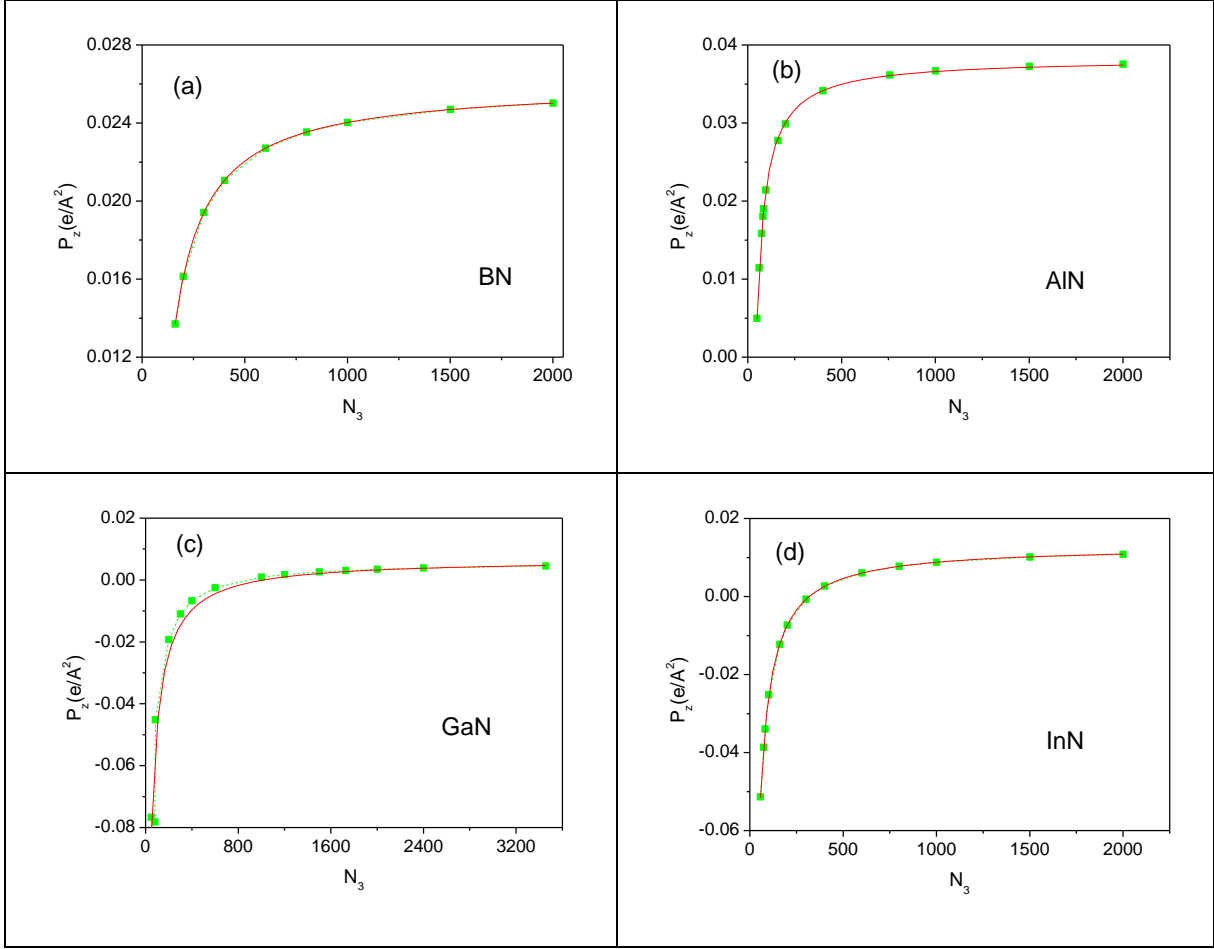 (a)
P_z(e/A^2)
0.028
0.024
0.020
0.016
0.012
BN
0 500 1000 1500 2000
N_3
(b)
P_z(e/A^2)
0.04
0.03
0.02
0.01
0.00
AlN
0 500 1000 1500 2000
N_3
(c)
P_z(e/A^2)
0.02
0.00
-0.02
-0.04
-0.06
-0.08
GaN
0 800 1600 2400 3200
N_3
(d)
P_z(e/A^2)
0.02
0.00
-0.02
-0.04
-0.06
InN
0 500 1000 1500 2000
N_3